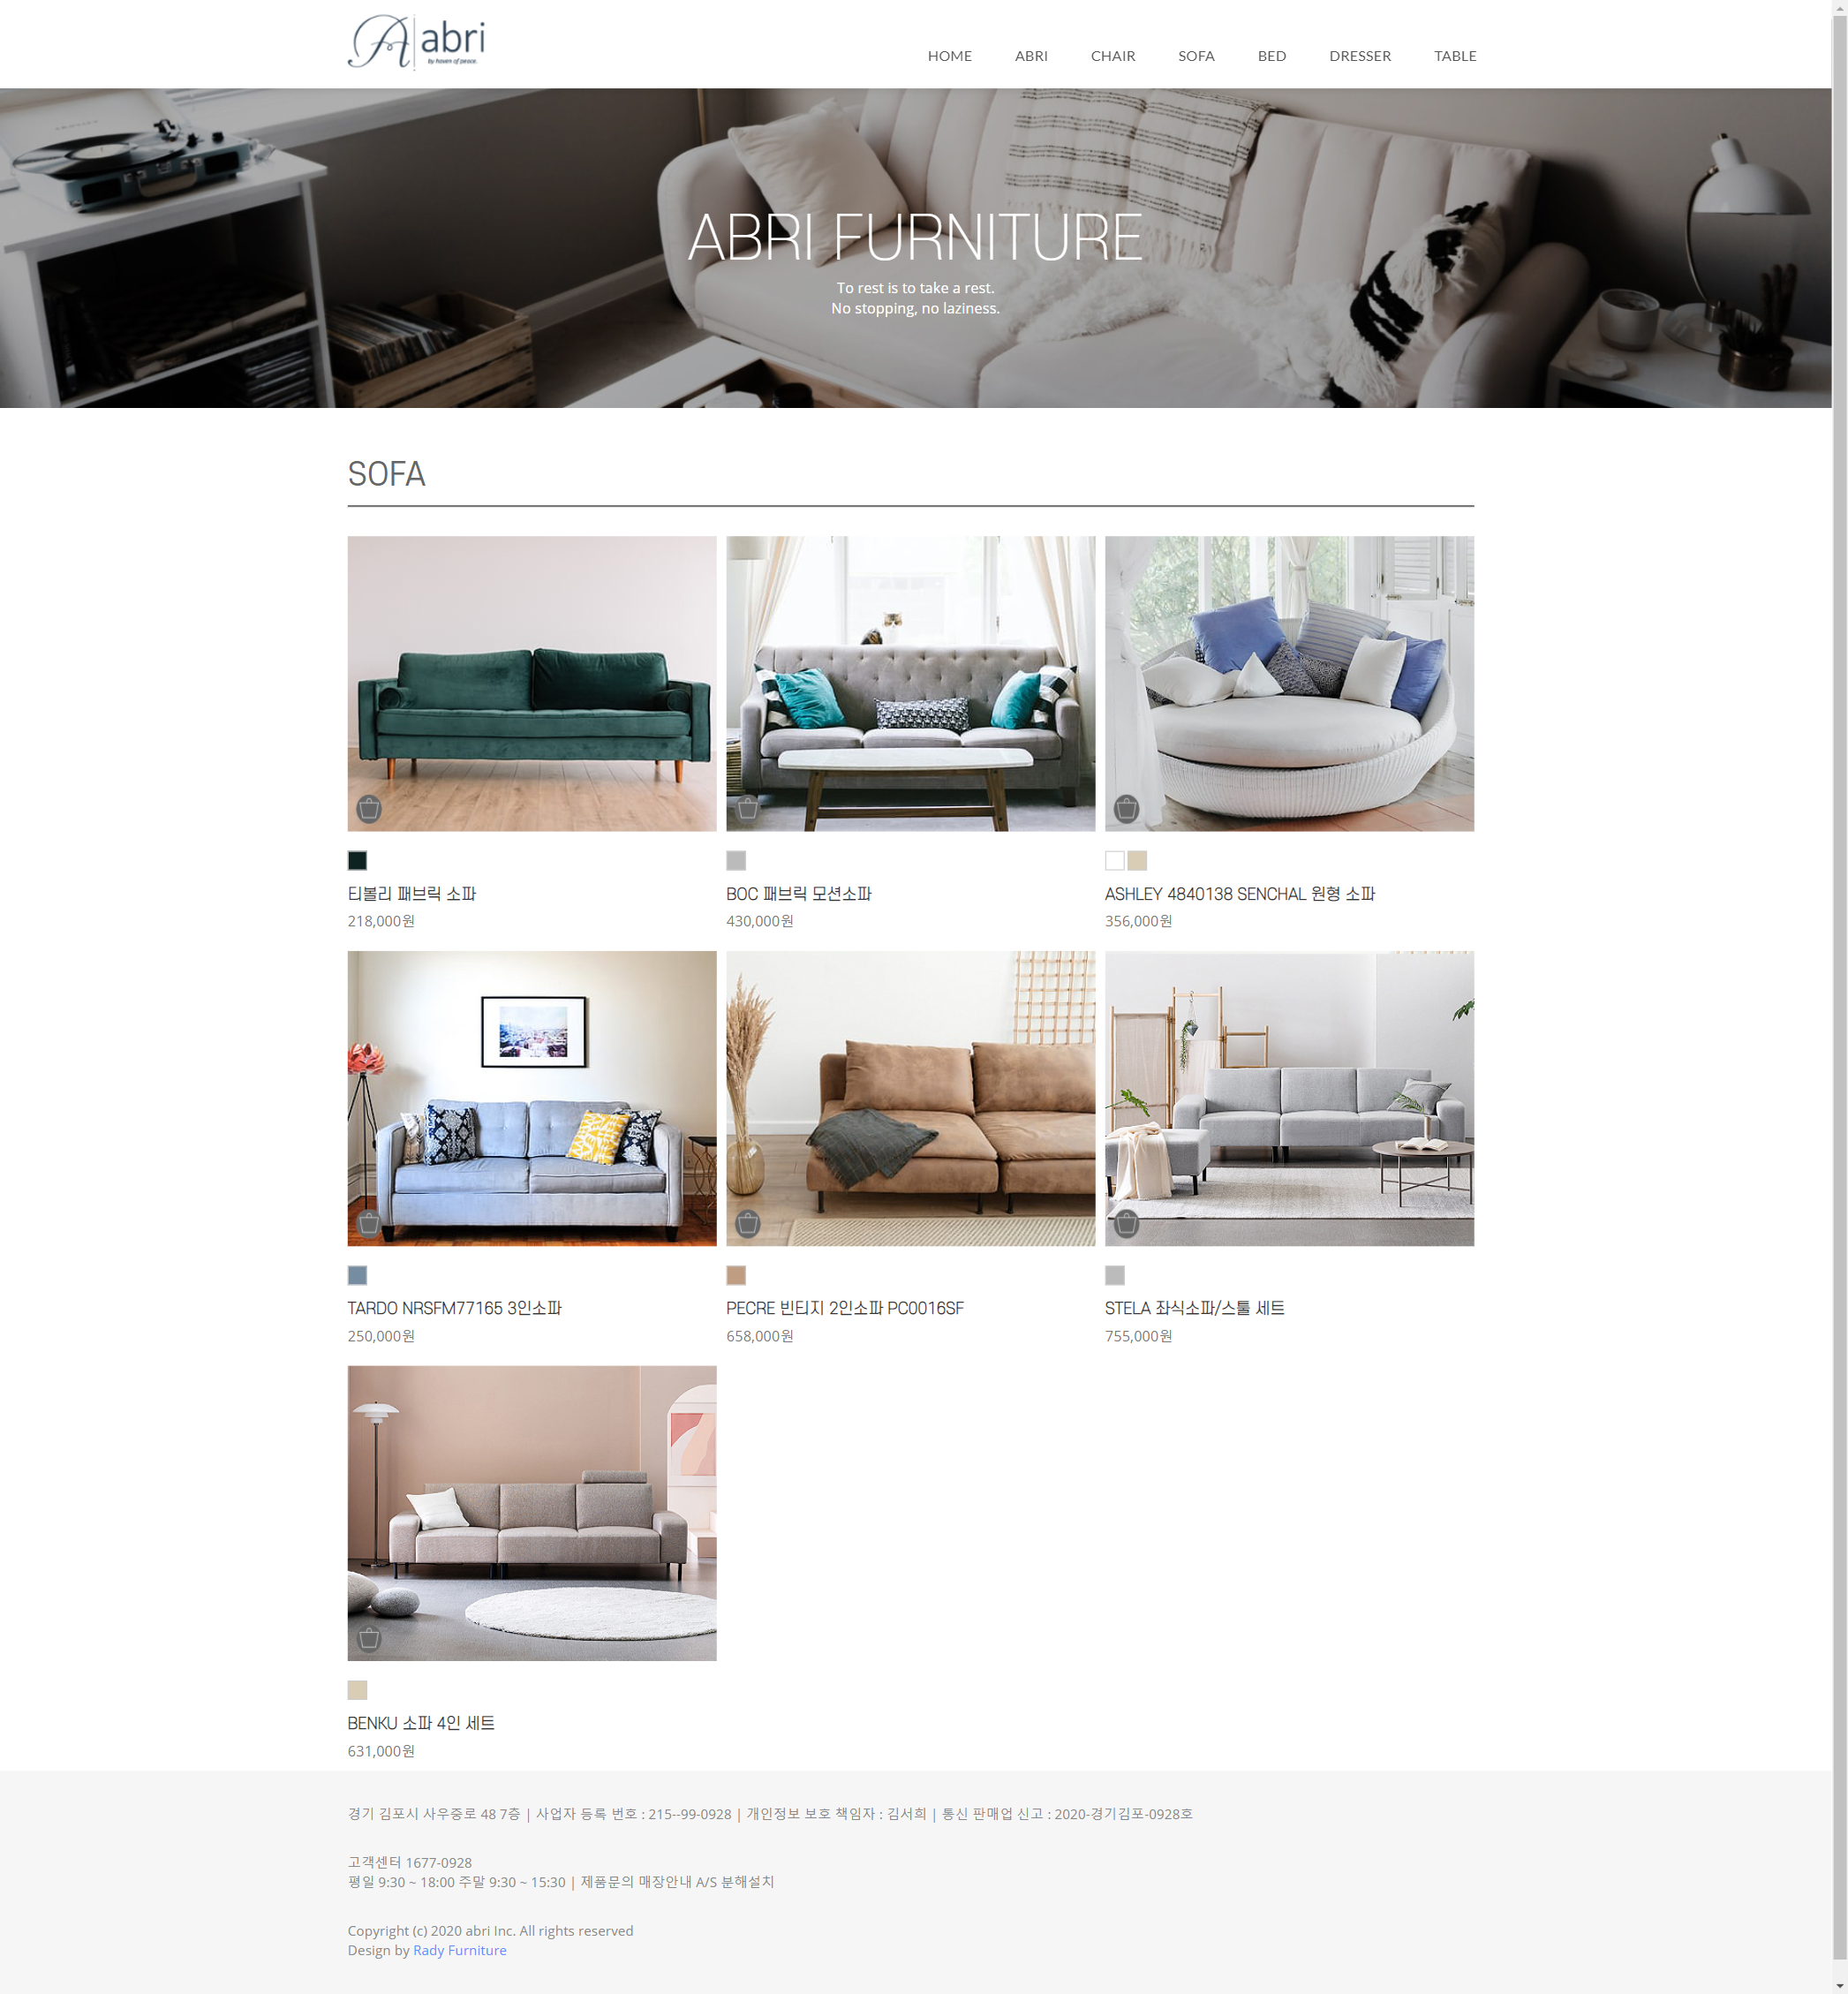 A abri
by haven of peace.
HOME ABRI CHAIR SOFA BED DRESSER TABLE
ABRI FURNITURE
To rest is to take a rest.
No stopping, no laziness.
SOFA
티볼리 패브릭 소파
218,000원
BOC 패브릭 모션소파
430,000원
ASHLEY 4840138 SENCHAL 원형 소파
356,000원
TARDO NRSFM77165 3인소파
250,000원
PECRE 빈티지 2인소파 PC0016SF
658,000원
STELA 좌식소파/스툴 세트
755,000원
BENKU 소파 4인 세트
631,000원
경기 김포시 사우중로 48 7층 | 사업자 등록 번호 : 215--99-0928 | 개인정보 보호 책임자 : 김서희 | 통신 판매업 신고 : 2020-경기김포-0928호
고객센터 1677-0928
평일 9:30 ~ 18:00 주말 9:30 ~ 15:30 | 제품문의 매장안내 A/S 분해설치
Copyright (c) 2020 abri Inc. All rights reserved
Design by Rady Furniture